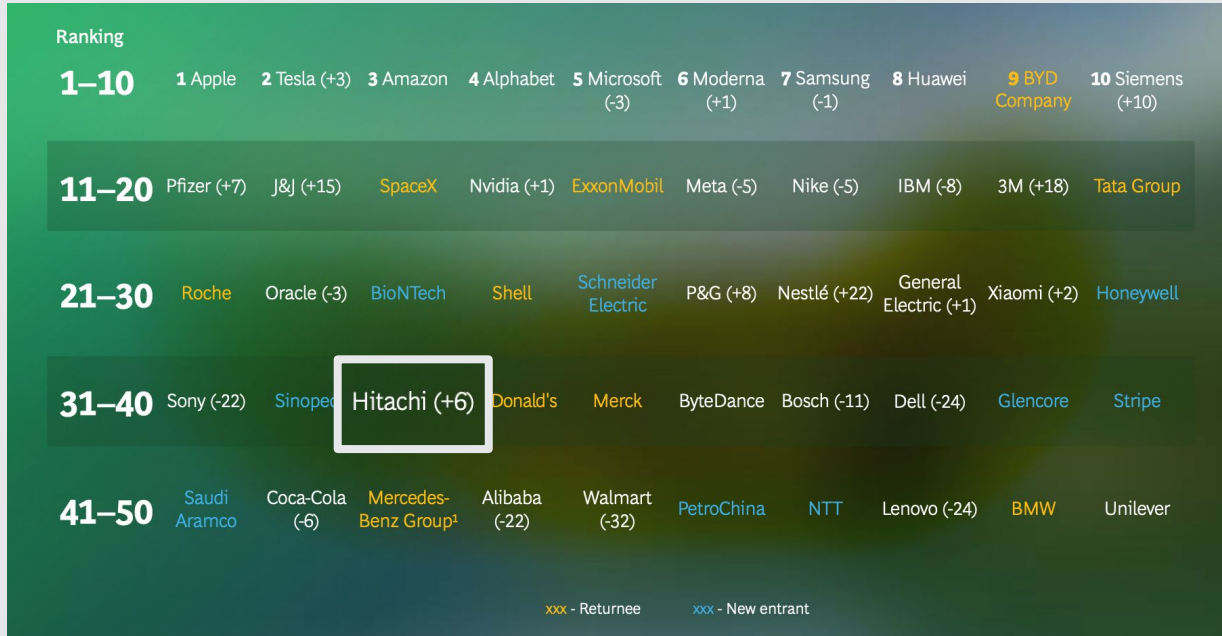 Ranking
1–10 1 Apple 2 Tesla (+3) 3 Amazon 4 Alphabet 5 Microsoft (-3) 6 Moderna (+1) 7 Samsung (-1) 8 Huawei 9 BYD Company 10 Siemens (+10)
11–20 Pfizer (+7) J&J (+15) SpaceX Nvidia (+1) ExxonMobil Meta (-5) Nike (-5) IBM (-8) 3M (+18) Tata Group
21–30 Roche Oracle (-3) BioNTech Shell Schneider Electric P&G (+8) Nestlé (+22) General Electric (+1) Xiaomi (+2) Honeywell
31–40 Sony (-22) Sinopec Hitachi (+6) Donald's Merck ByteDance Bosch (-11) Dell (-24) Glencore Stripe
41–50 Saudi Aramco Coca-Cola (-6) Mercedes-Benz Group¹ Alibaba (-22) Walmart (-32) PetroChina NTT Lenovo (-24) BMW Unilever
xxx - Returnee xxx - New entrant